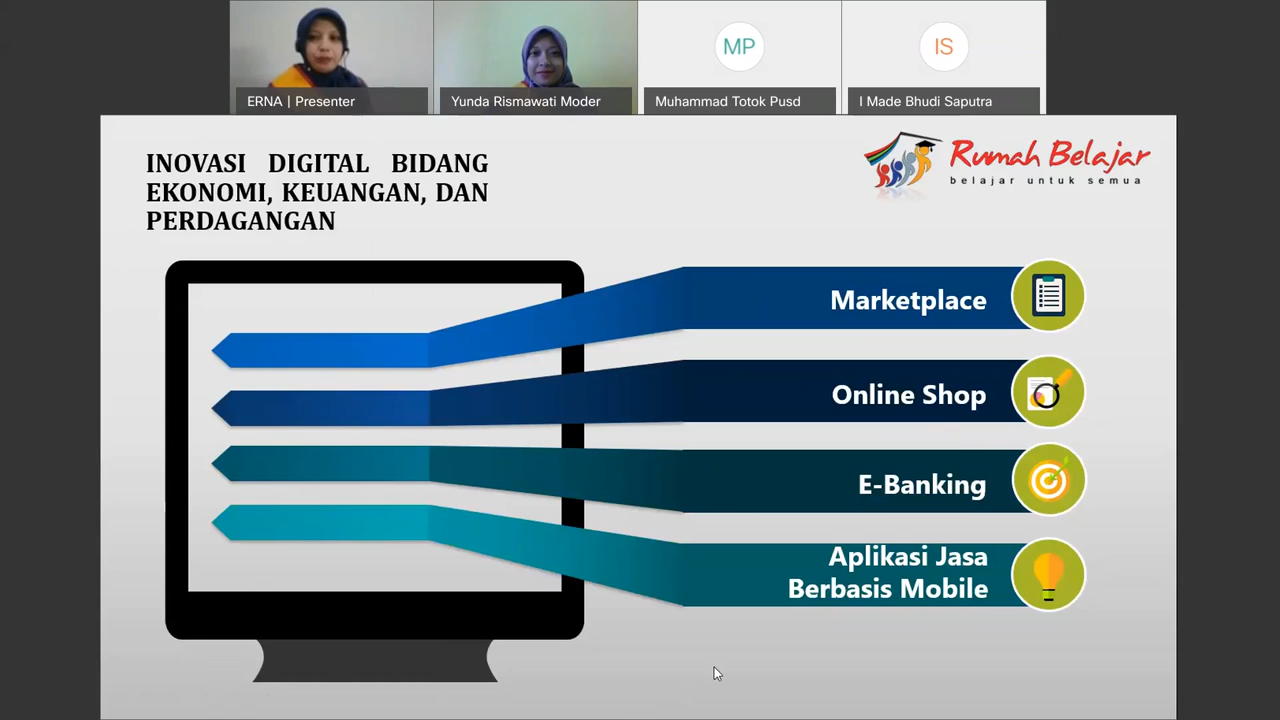 MP
IS
ERNA | Presenter
Yunda Rismawati Moder
Muhammad Totok Pusd
I Made Bhudi Saputra
INOVASI DIGITAL BIDANG
EKONOMI, KEUANGAN, DAN
PERDAGANGAN
Rumah Belajar
belajar untuk semua
Marketplace
Online Shop
E-Banking
Aplikasi Jasa
Berbasis Mobile